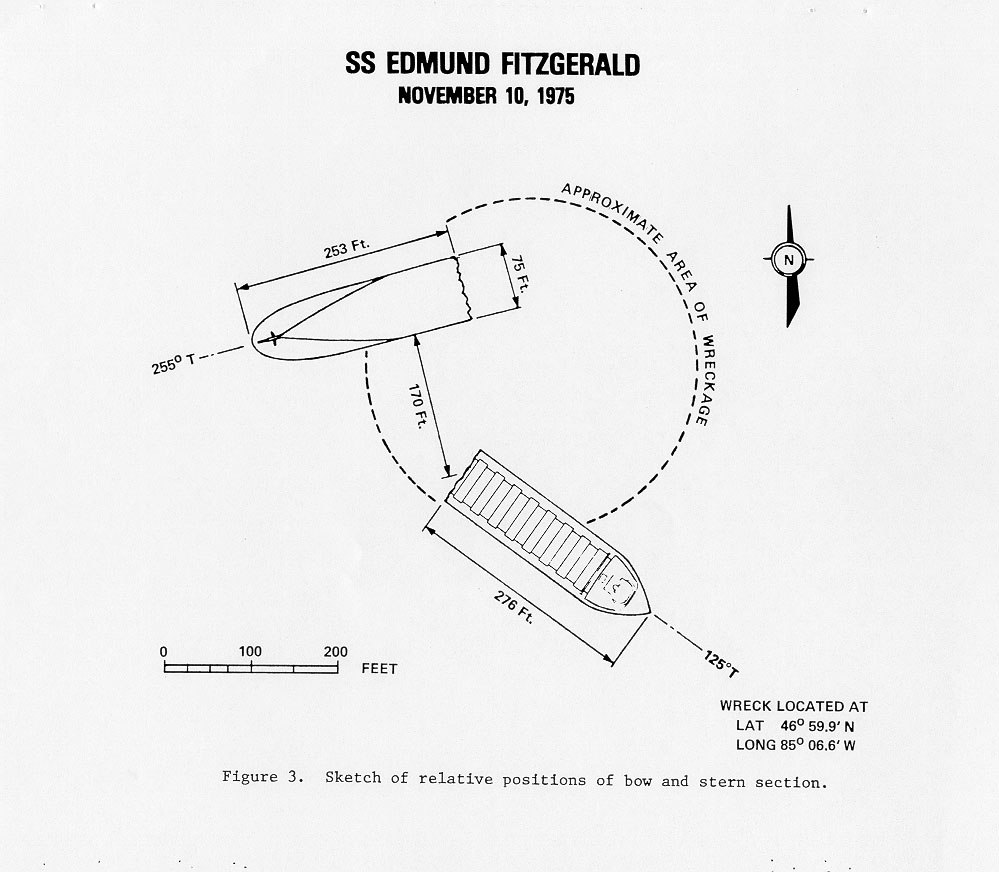 SS EDMUND FITZGERALD
NOVEMBER 10, 1975
APPROXIMATE AREA OF WRECKAGE
253 Ft.
75 Ft.
N
255° T
170 Ft.
276 Ft.
125°T
0 100 200
FEET
WRECK LOCATED AT
LAT 46° 59.9' N
LONG 85° 06.6' W
Figure 3. Sketch of relative positions of bow and stern section.